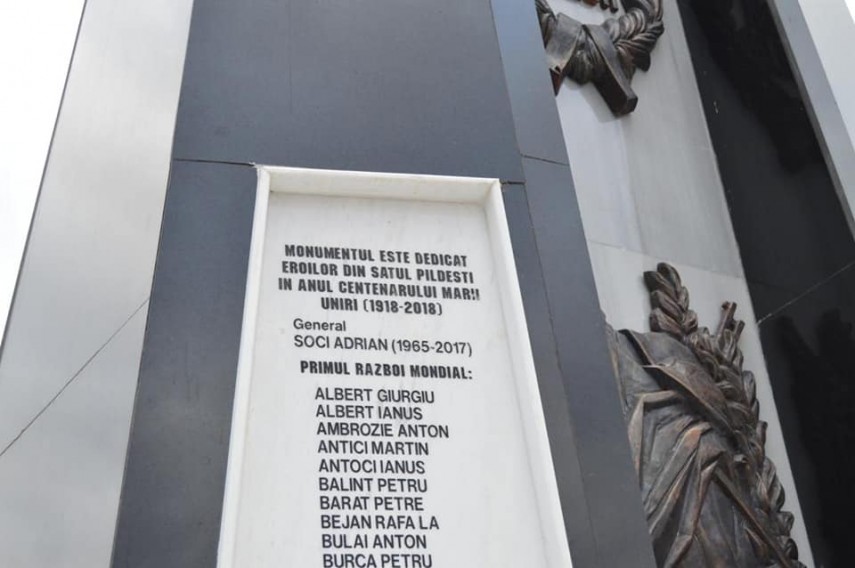 MONUMENTUL ESTE DEDICAT
EROILOR DIN SATUL PILDESTI
IN ANUL CENTENARULUI MARII
UNIRI (1918-2018)
General
SOCI ADRIAN (1965-2017)
PRIMUL RAZBOI MONDIAL:
ALBERT GIURGIU
ALBERT IANUS
AMBROZIE ANTON
ANTICI MARTIN
ANTOCI IANUS
BALINT PETRU
BARAT PETRE
BEJAN RAFA LA
BULAI ANTON
BURCA PETRU